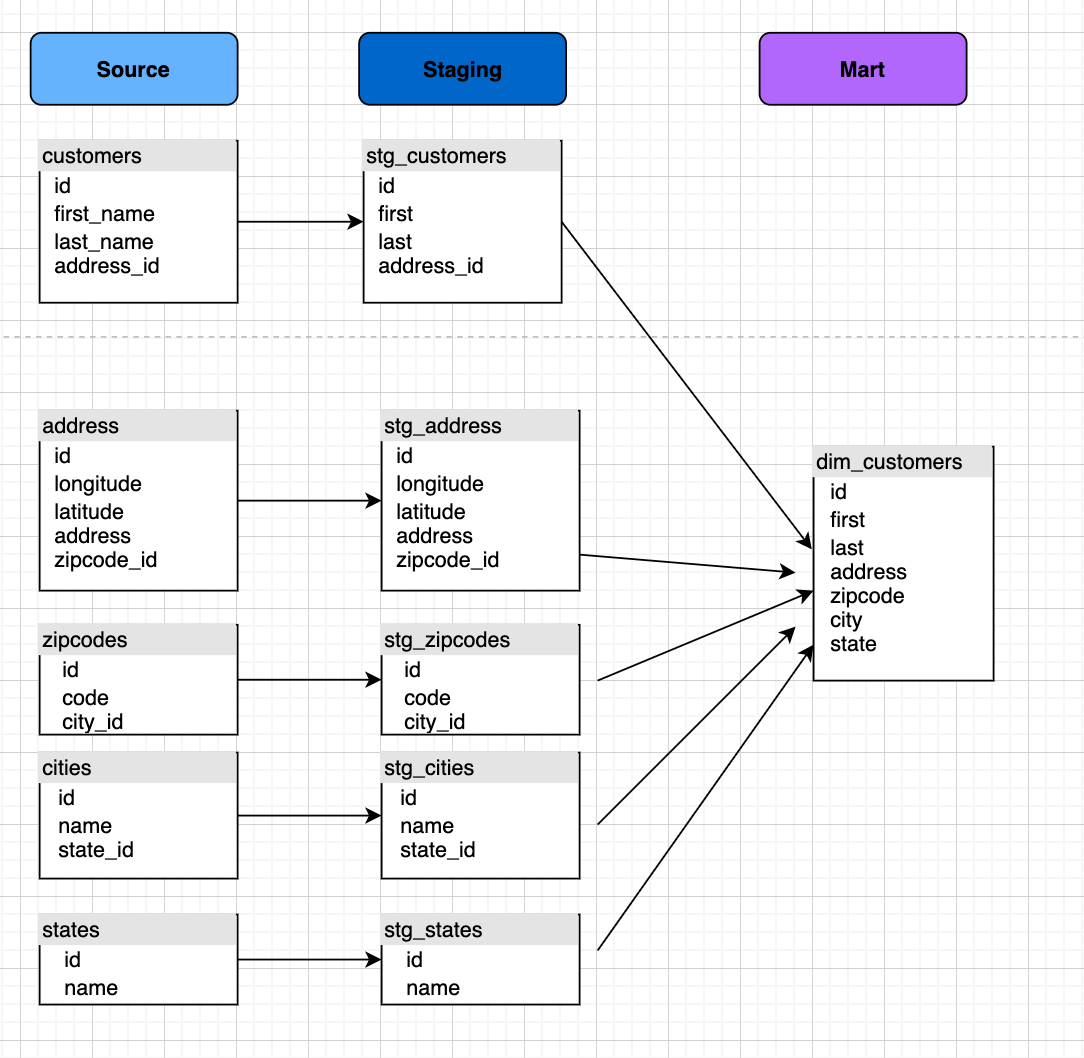 Source
Staging
Mart
customers
id
first_name
last_name
address_id
stg_customers
id
first
last
address_id
address
id
longitude
latitude
address
zipcode_id
stg_address
id
longitude
latitude
address
zipcode_id
dim_customers
id
first
last
address
zipcode
city
state
zipcodes
id
code
city_id
stg_zipcodes
id
code
city_id
cities
id
name
state_id
stg_cities
id
name
state_id
states
id
name
stg_states
id
name